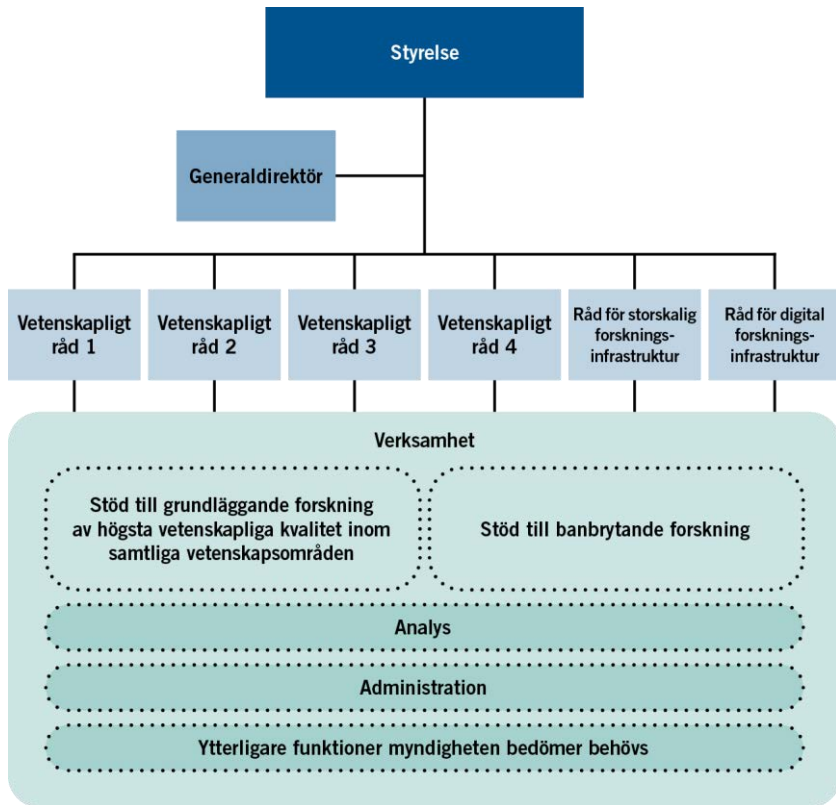 Styrelse
Generaldirektör
Vetenskapligt
råd 1
Vetenskapligt
råd 2
Vetenskapligt
råd 3
Vetenskapligt
råd 4
Råd för storskalig
forsknings-
infrastruktur
Råd för digital
forsknings-
infrastruktur
Verksamhet
Stöd till grundläggande forskning
av högsta vetenskapliga kvalitet inom
samtliga vetenskapsområden
Stöd till banbrytande forskning
Analys
Administration
Ytterligare funktioner myndigheten bedömer behövs